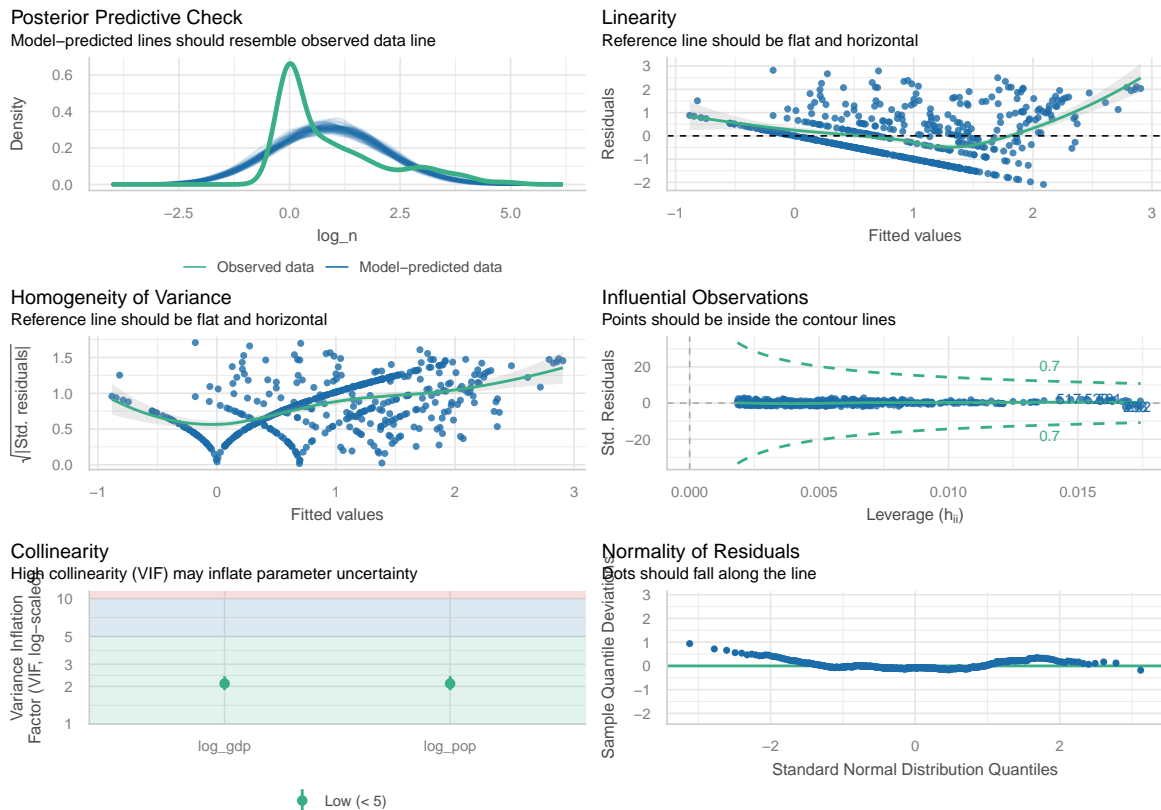 Posterior Predictive Check
Model−predicted lines should resemble observed data line
0.6
0.4
0.2
0.0
Density
−2.5
0.0
2.5
5.0
log_n
Observed data
Model−predicted data
Linearity
Reference line should be flat and horizontal
3
2
1
0
−1
−2
Residuals
−1
0
1
2
3
Fitted values
Homogeneity of Variance
Reference line should be flat and horizontal
1.5
1.0
0.5
0.0
√|Std. residuals|
−1
0
1
2
3
Fitted values
Influential Observations
Points should be inside the contour lines
20
0
−20
Std. Residuals
0.7
0.7
0.000
0.005
0.010
0.015
Leverage (hii)
Collinearity
High collinearity (VIF) may inflate parameter uncertainty
10
5
3
2
1
Variance Inflation
Factor (VIF, log−scaled)
log_gdp
log_pop
Low (< 5)
Normality of Residuals
Dots should fall along the line
3
2
1
0
−1
−2
Sample Quantile Deviations
−2
0
2
Standard Normal Distribution Quantiles